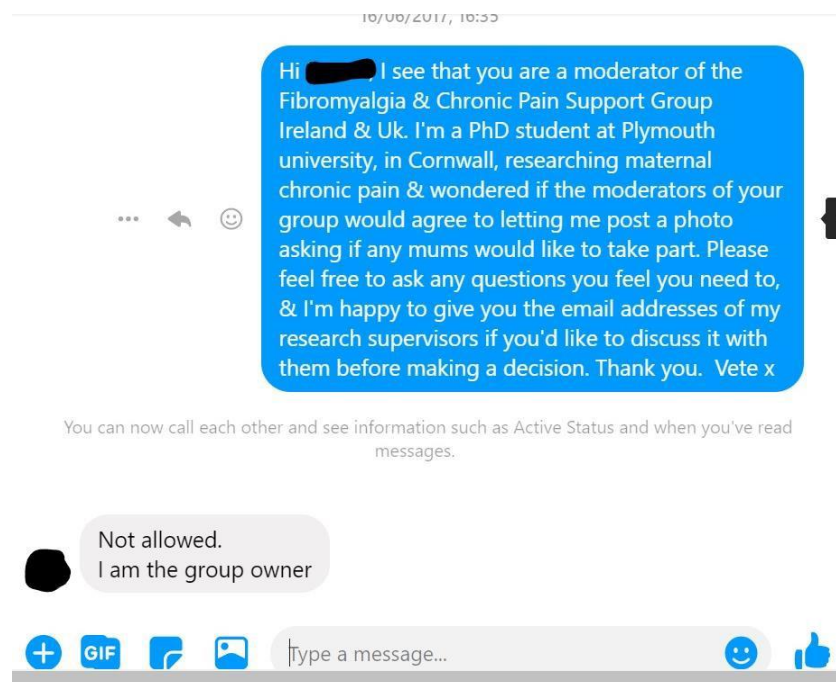 16/06/2017, 16:35
Hi , I see that you are a moderator of the
Fibromyalgia & Chronic Pain Support Group
Ireland & Uk. I'm a PhD student at Plymouth
university, in Cornwall, researching maternal
chronic pain & wondered if the moderators of your
group would agree to letting me post a photo
asking if any mums would like to take part. Please
feel free to ask any questions you feel you need to,
& I'm happy to give you the email addresses of my
research supervisors if you'd like to discuss it with
them before making a decision. Thank you. Vete x
You can now call each other and see information such as Active Status and when you've read
messages.
Not allowed.
I am the group owner
GIF
Type a message...